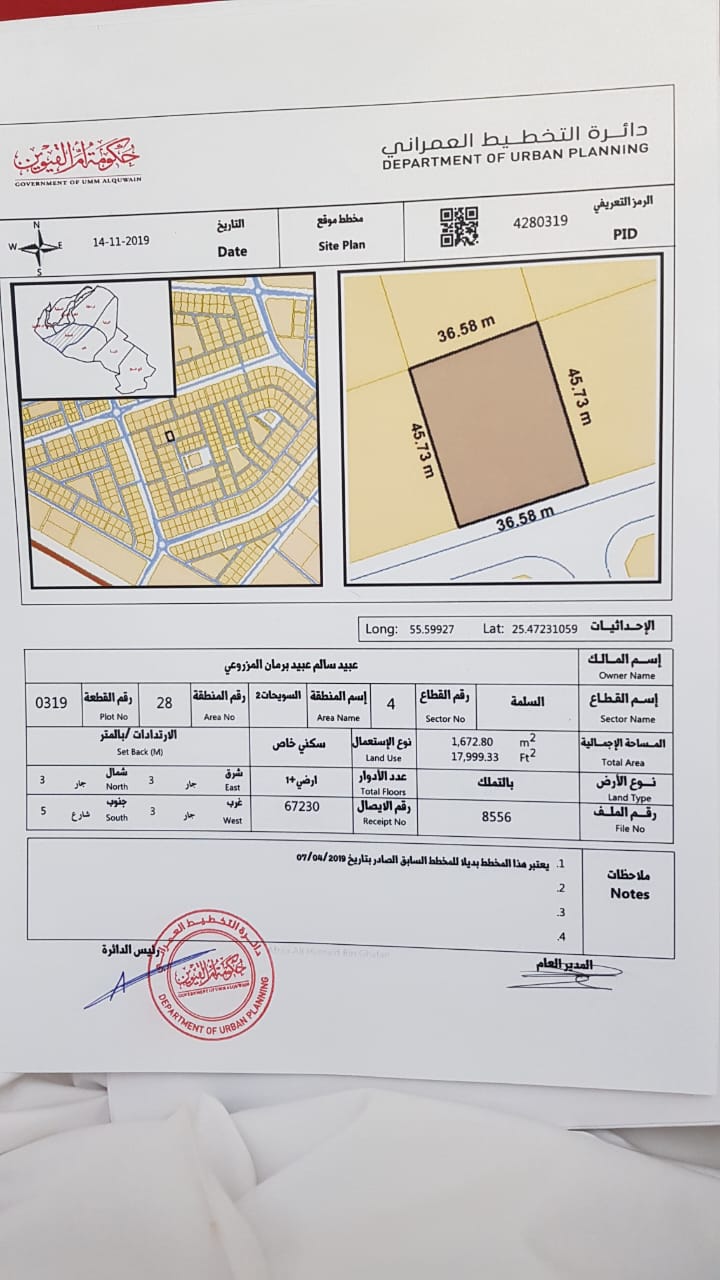 حكومة أم القيوين
GOVERNMENT OF UMM ALQUWAIN
دائرة التخطيط العمراني
DEPARTMENT OF URBAN PLANNING
N
W E
S
14-11-2019
التاريخ
Date
مخطط موقع
Site Plan
4280319
الرمز التعريفي
PID
36.58 m
45.73 m
45.73 m
36.58 m
Long: 55.59927 Lat: 25.47231059 الإحداثيات
إسم المالك
Owner Name
عبيد سالم عبيد برمان المزروعي
إسم القطاع
Sector Name
السلمة
رقم القطاع
Sector No
4
إسم المنطقة
Area Name
السويحات2
رقم المنطقة
Area No
28
رقم القطعة
Plot No
0319
المساحة الإجمالية
Total Area
1,672.80 m2
17,999.33 Ft2
نوع الإستعمال
Land Use
سكني خاص
الارتدادات /بالمتر
Set Back (M)
نوع الأرض
Land Type
بالتملك
عدد الأدوار
Total Floors
ارضي+1
شرق
East
جار 3
شمال
North
جار 3
رقم الملف
File No
8556
رقم الايصال
Receipt No
67230
غرب
West
جار 3
جنوب
South
شارع 5
ملاحظات
Notes
1. يعتبر هذا المخطط بديلا للمخطط السابق الصادر بتاريخ 07/04/2019
2.
3.
4.
رئيس الدائرة
المدير العام
دائرة التخطيط العمراني
حكومة أم القيوين
GOVERNMENT OF UMM ALQUWAIN
DEPARTMENT OF URBAN PLANNING